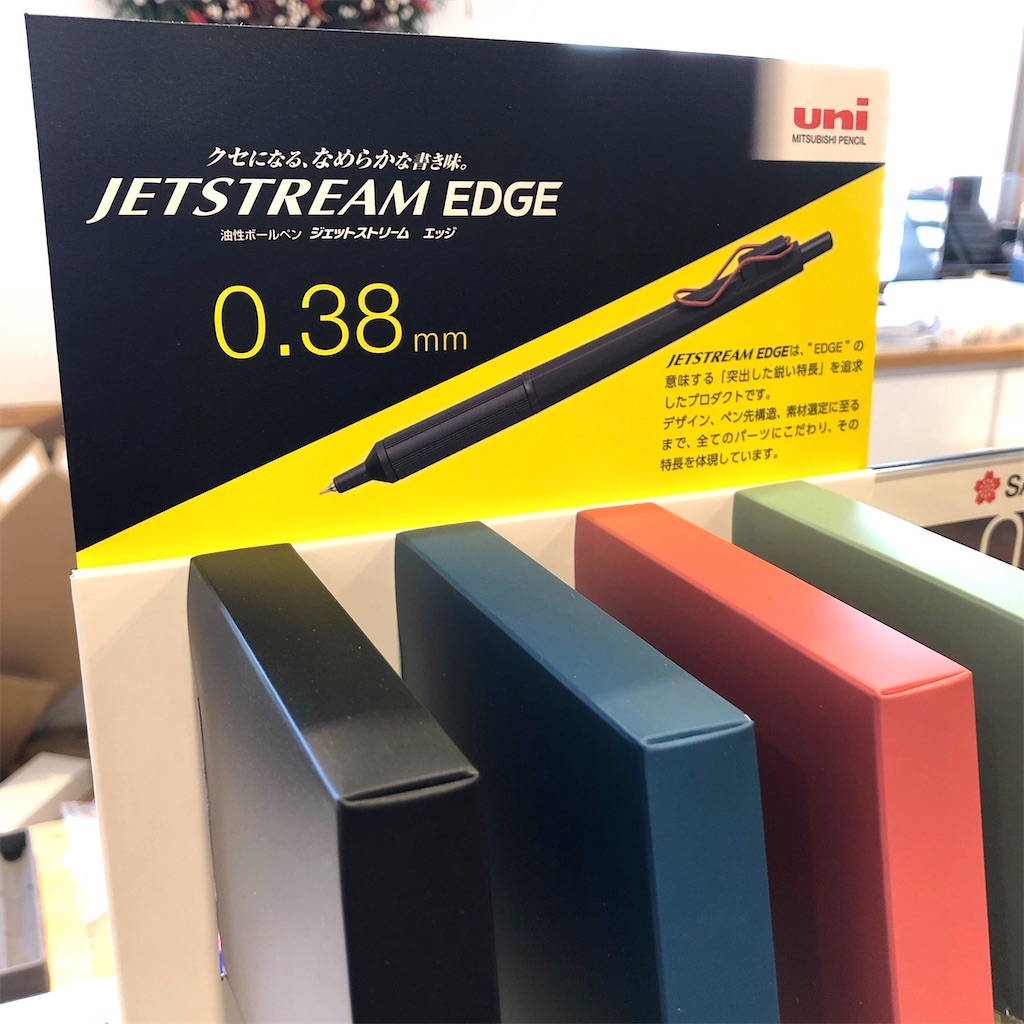 uni
MITSUBISHI PENCIL
クセになる、なめらかな書き味。
JETSTREAM EDGE
油性ボールペン ジェットストリーム エッジ
0.38mm
JETSTREAM EDGEは、"EDGE"の
意味する「突出した鋭い特長」を追求
したプロダクトです。
デザイン、ペン先構造、素材選定に至る
まで、全てのパーツにこだわり、その
特長を体現しています。